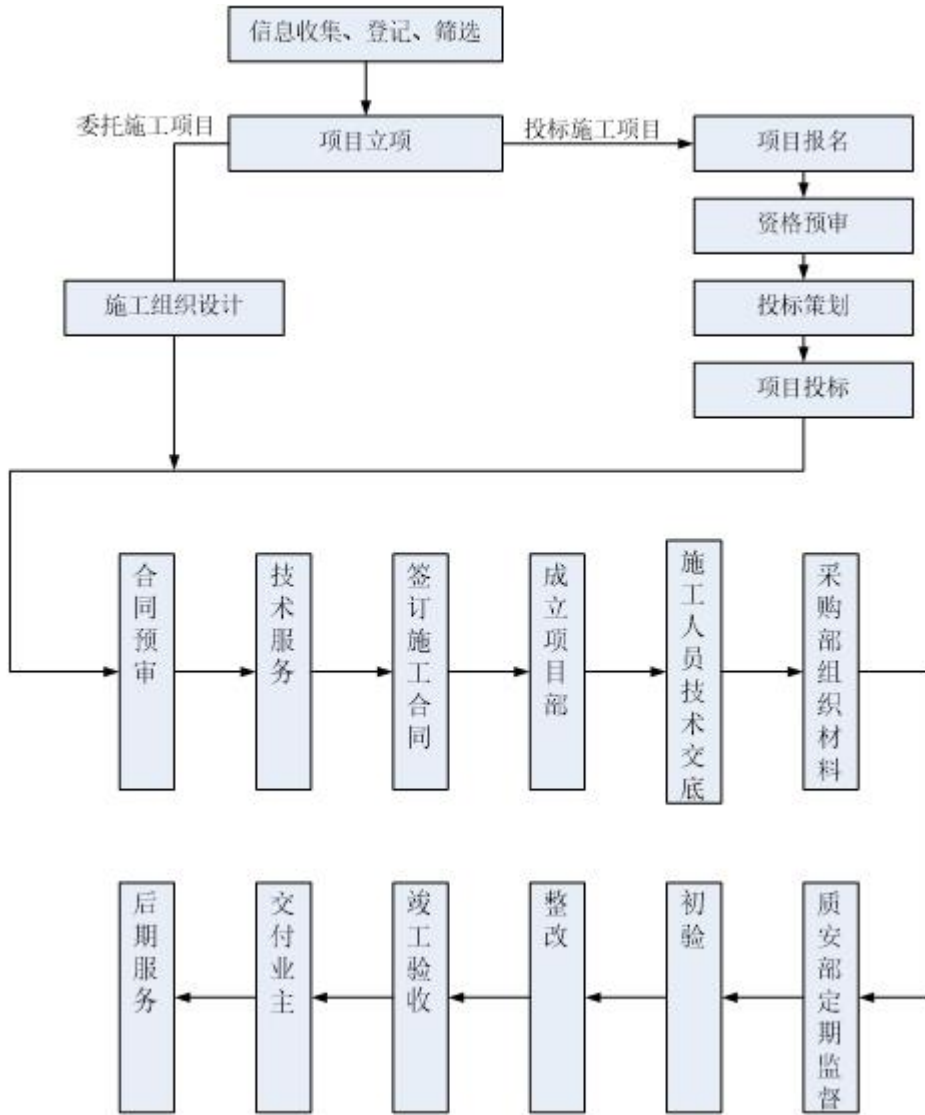 信息收集、登记、筛选
委托施工项目
项目立项
投标施工项目
项目报名
资格预审
施工组织设计
投标策划
项目投标
合同预审
技术服务
签订施工合同
成立项目部
施工人员技术交底
采购部组织材料
后期服务
交付业主
竣工验收
整改
初验
质安部定期监督